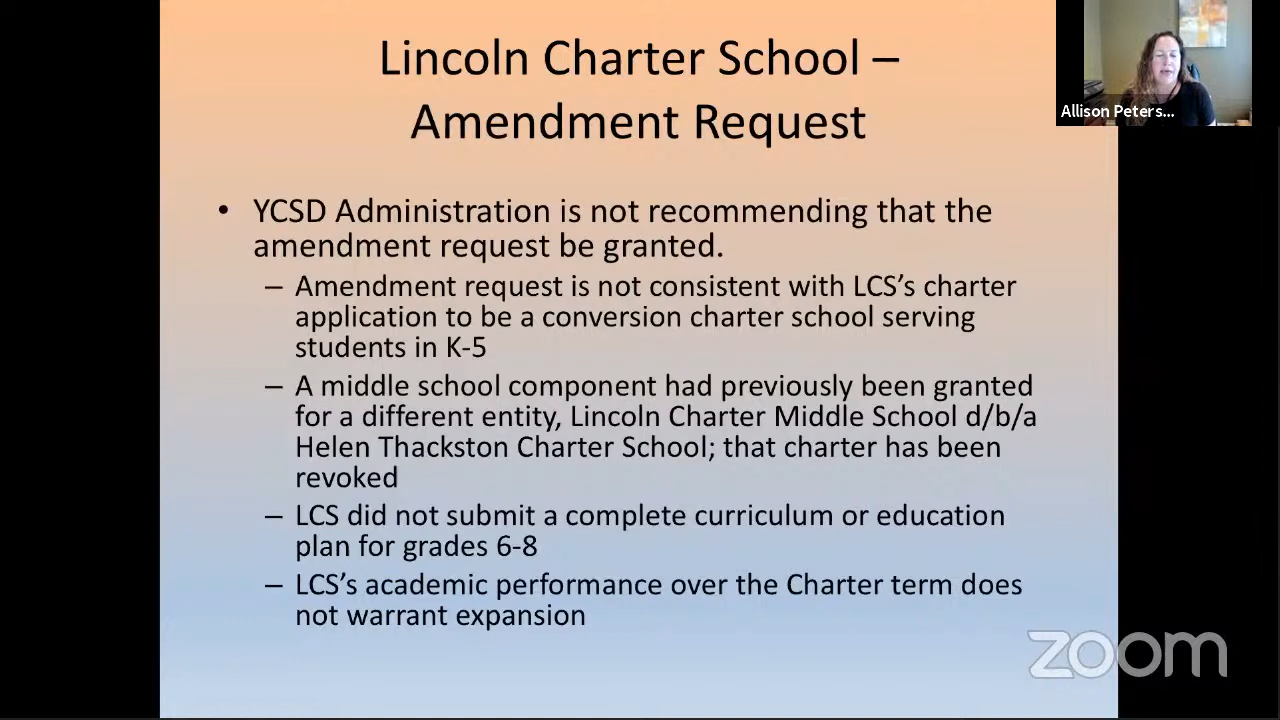 Lincoln Charter School –
Amendment Request
Allison Peters...
• YCSD Administration is not recommending that the
amendment request be granted.
– Amendment request is not consistent with LCS’s charter
application to be a conversion charter school serving
students in K-5
– A middle school component had previously been granted
for a different entity, Lincoln Charter Middle School d/b/a
Helen Thackston Charter School; that charter has been
revoked
– LCS did not submit a complete curriculum or education
plan for grades 6-8
– LCS’s academic performance over the Charter term does
not warrant expansion
zoom